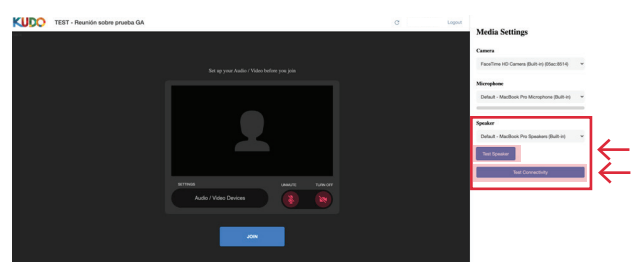 KUDO
TEST - Reunión sobre prueba GA
Logout
Set up your Audio / Video before you join
SETTINGS
UNMUTE
TURN OFF
Audio / Video Devices
JOIN
Media Settings
Camera
FaceTime HD Camera (Built-in) (05ac:8514)
Microphone
Default - MacBook Pro Microphone (Built-in)
Speaker
Default - MacBook Pro Speakers (Built-in)
Test Speaker
Test Connectivity